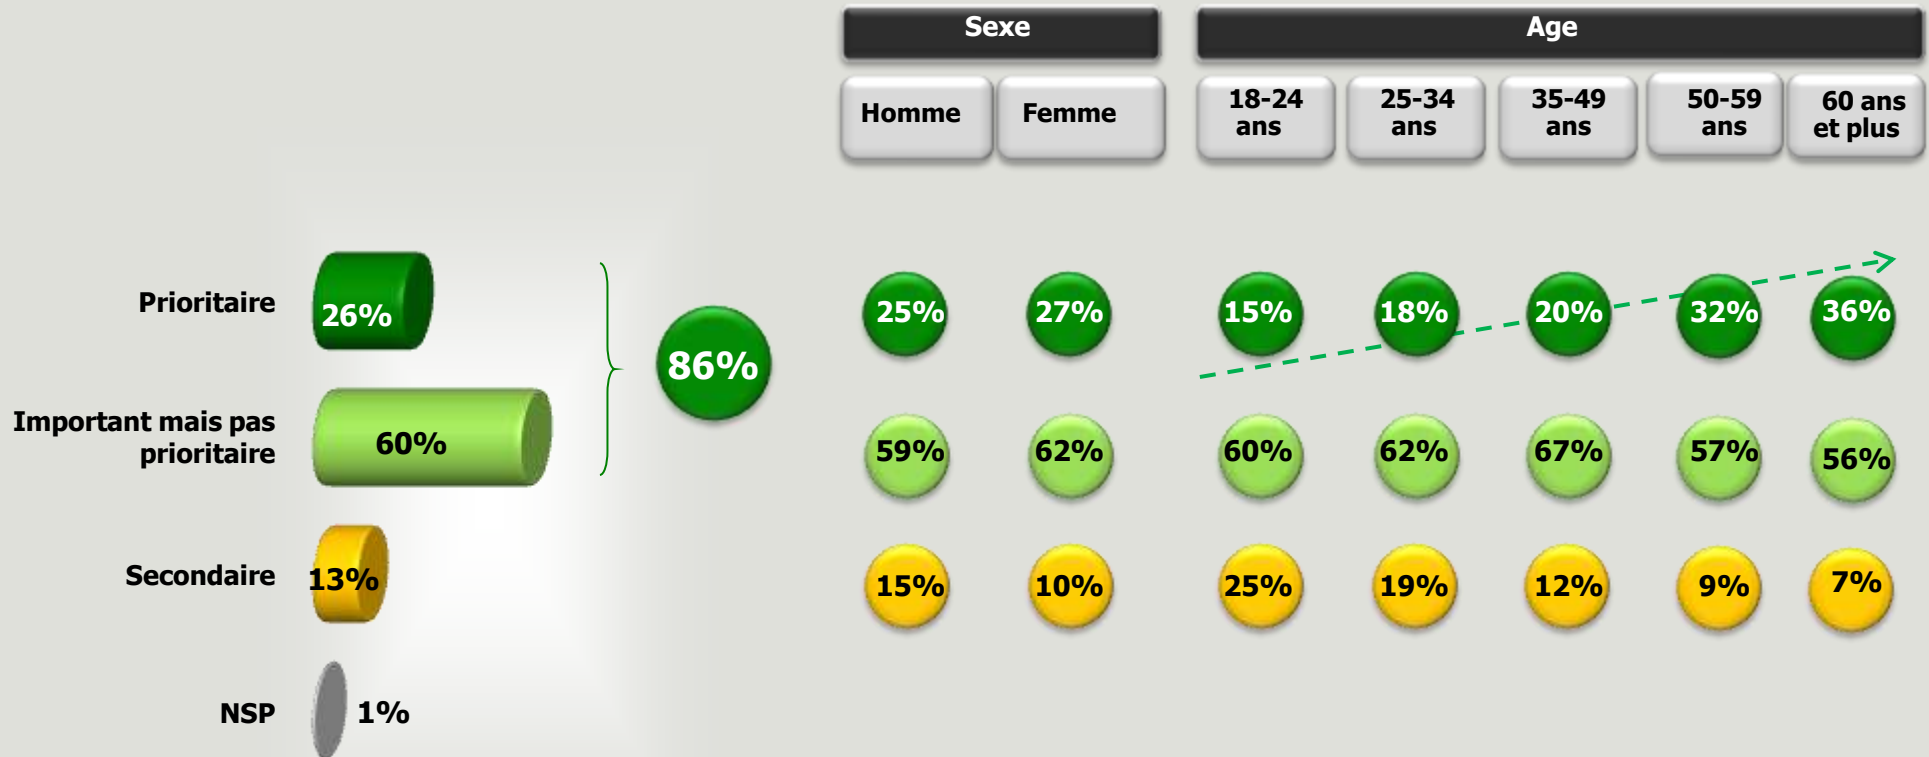 Sexe
Age
Homme
Femme
18-24
ans
25-34
ans
35-49
ans
50-59
ans
60 ans
et plus
Prioritaire
26%
86%
25%
27%
15%
18%
20%
32%
36%
Important mais pas
prioritaire
60%
59%
62%
60%
62%
67%
57%
56%
Secondaire
13%
15%
10%
25%
19%
12%
9%
7%
NSP
1%